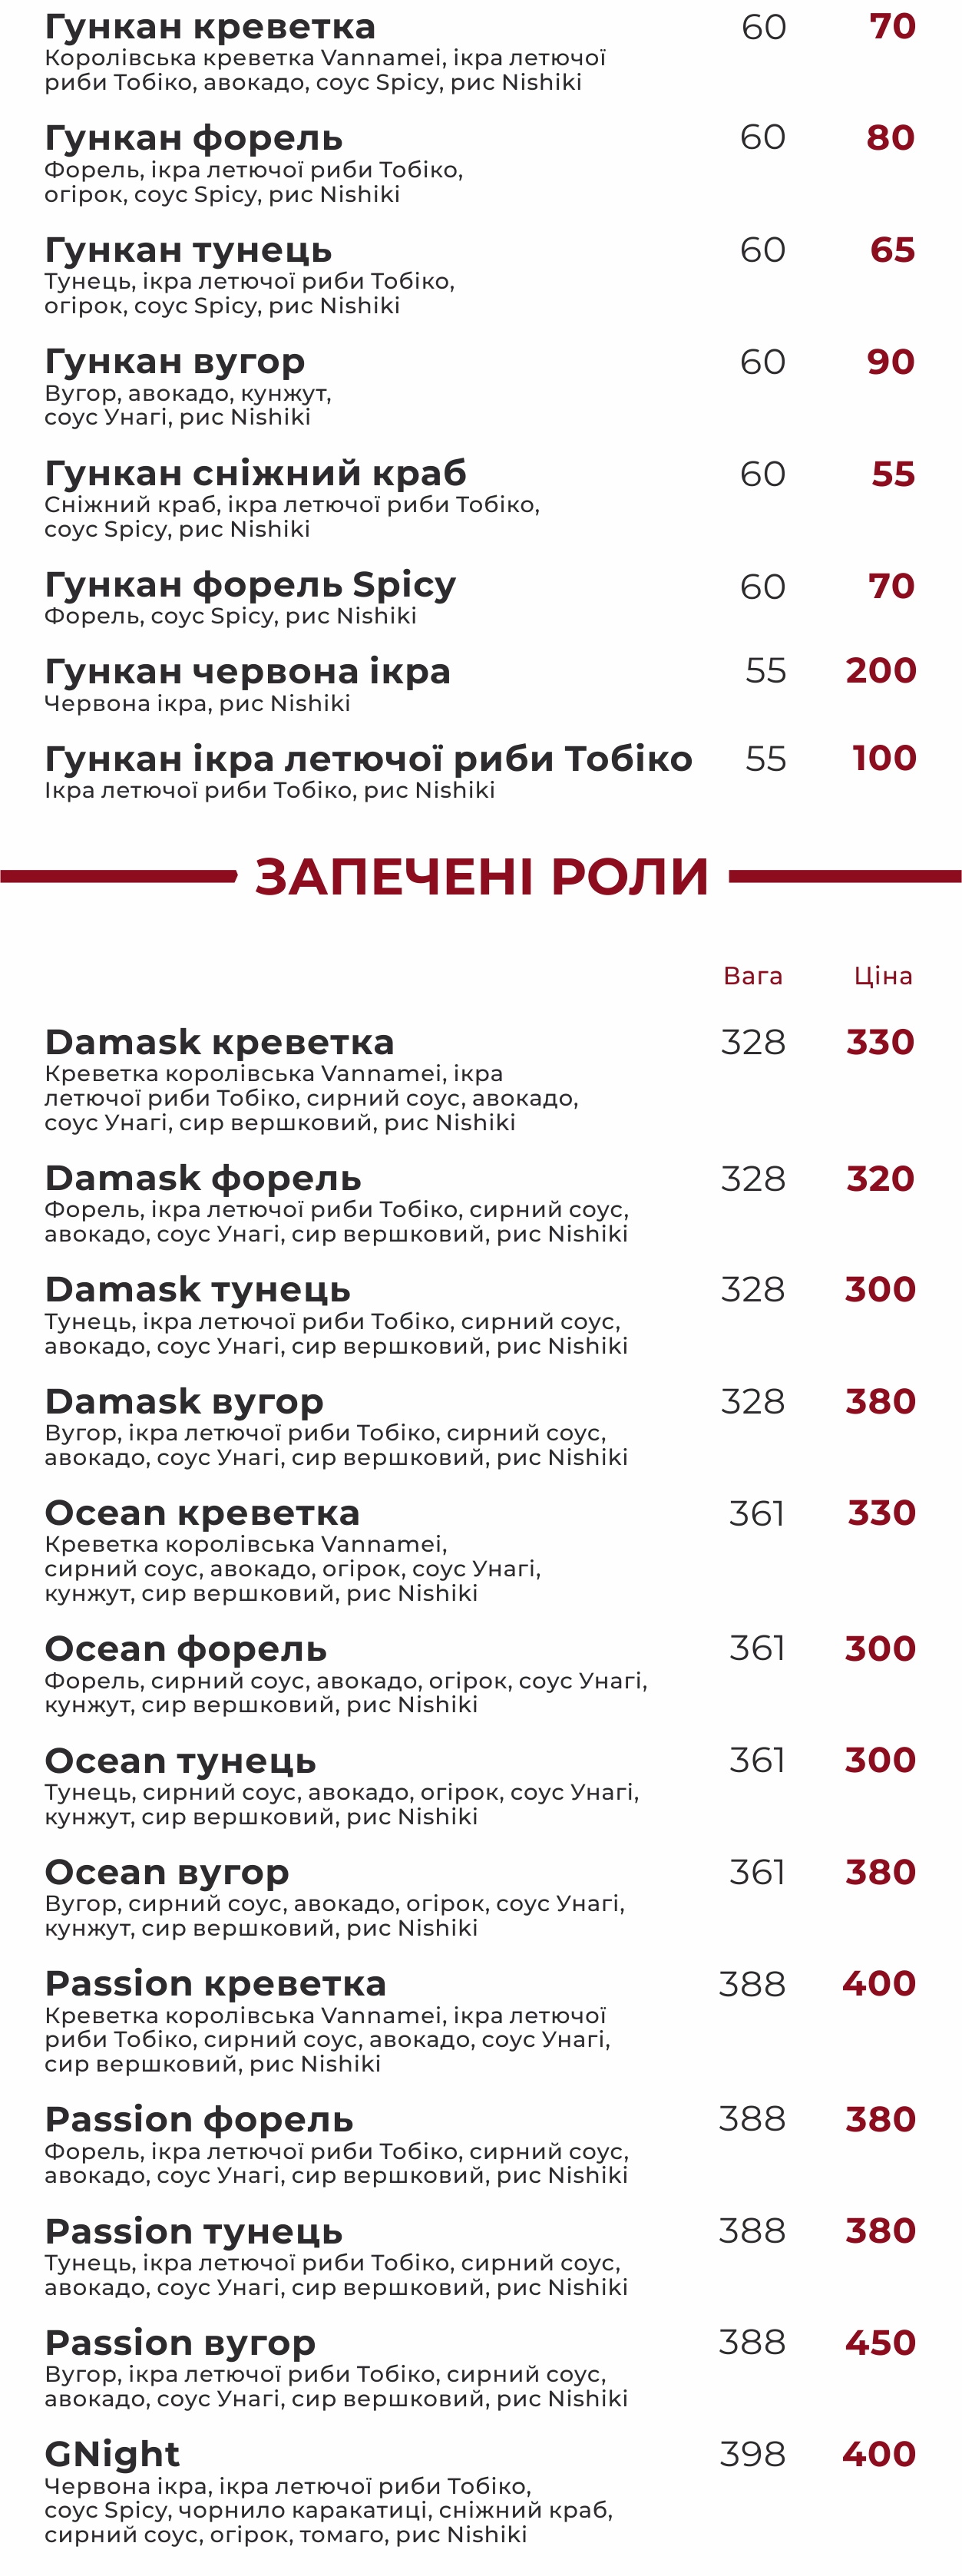 Гункан креветка 60 70
Королівська креветка Vannamei, ікра летючої
риби Тобіко, авокадо, соус Spicy, рис Nishiki
Гункан форель 60 80
Форель, ікра летючої риби Тобіко,
огірок, соус Spicy, рис Nishiki
Гункан тунець 60 65
Тунець, ікра летючої риби Тобіко,
огірок, соус Spicy, рис Nishiki
Гункан вугор 60 90
Вугор, авокадо, кунжут,
соус Унагі, рис Nishiki
Гункан сніжний краб 60 55
Сніжний краб, ікра летючої риби Тобіко,
соус Spicy, рис Nishiki
Гункан форель Spicy 60 70
Форель, соус Spicy, рис Nishiki
Гункан червона ікра 55 200
Червона ікра, рис Nishiki
Гункан ікра летючої риби Тобіко 55 100
Ікра летючої риби Тобіко, рис Nishiki
ЗАПЕЧЕНІ РОЛИ
Вага Ціна
Damask креветка 328 330
Креветка королівська Vannamei, ікра
летючої риби Тобіко, сирний соус, авокадо,
соус Унагі, сир вершковий, рис Nishiki
Damask форель 328 320
Форель, ікра летючої риби Тобіко, сирний соус,
авокадо, соус Унагі, сир вершковий, рис Nishiki
Damask тунець 328 300
Тунець, ікра летючої риби Тобіко, сирний соус,
авокадо, соус Унагі, сир вершковий, рис Nishiki
Damask вугор 328 380
Вугор, ікра летючої риби Тобіко, сирний соус,
авокадо, соус Унагі, сир вершковий, рис Nishiki
Ocean креветка 361 330
Креветка королівська Vannamei,
сирний соус, авокадо, огірок, соус Унагі,
кунжут, сир вершковий, рис Nishiki
Ocean форель 361 300
Форель, сирний соус, авокадо, огірок, соус Унагі,
кунжут, сир вершковий, рис Nishiki
Ocean тунець 361 300
Тунець, сирний соус, авокадо, огірок, соус Унагі,
кунжут, сир вершковий, рис Nishiki
Ocean вугор 361 380
Вугор, сирний соус, авокадо, огірок, соус Унагі,
кунжут, сир вершковий, рис Nishiki
Passion креветка 388 400
Креветка королівська Vannamei, ікра летючої
риби Тобіко, сирний соус, авокадо, соус Унагі,
сир вершковий, рис Nishiki
Passion форель 388 380
Форель, ікра летючої риби Тобіко, сирний соус,
авокадо, соус Унагі, сир вершковий, рис Nishiki
Passion тунець 388 380
Тунець, ікра летючої риби Тобіко, сирний соус,
авокадо, соус Унагі, сир вершковий, рис Nishiki
Passion вугор 388 450
Вугор, ікра летючої риби Тобіко, сирний соус,
авокадо, соус Унагі, сир вершковий, рис Nishiki
GNight 398 400
Червона ікра, ікра летючої риби Тобіко,
соус Spicy, чорнило каракатиці, сніжний краб,
сирний соус, огірок, томаго, рис Nishiki